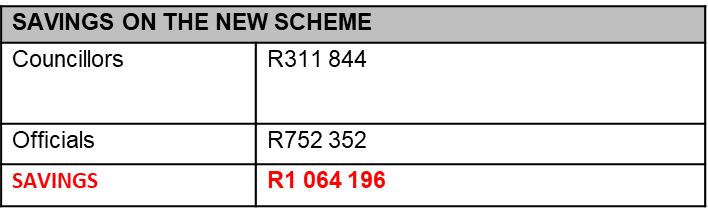 SAVINGS ON THE NEW SCHEME
Councillors R311 844
Officials R752 352
SAVINGS R1 064 196